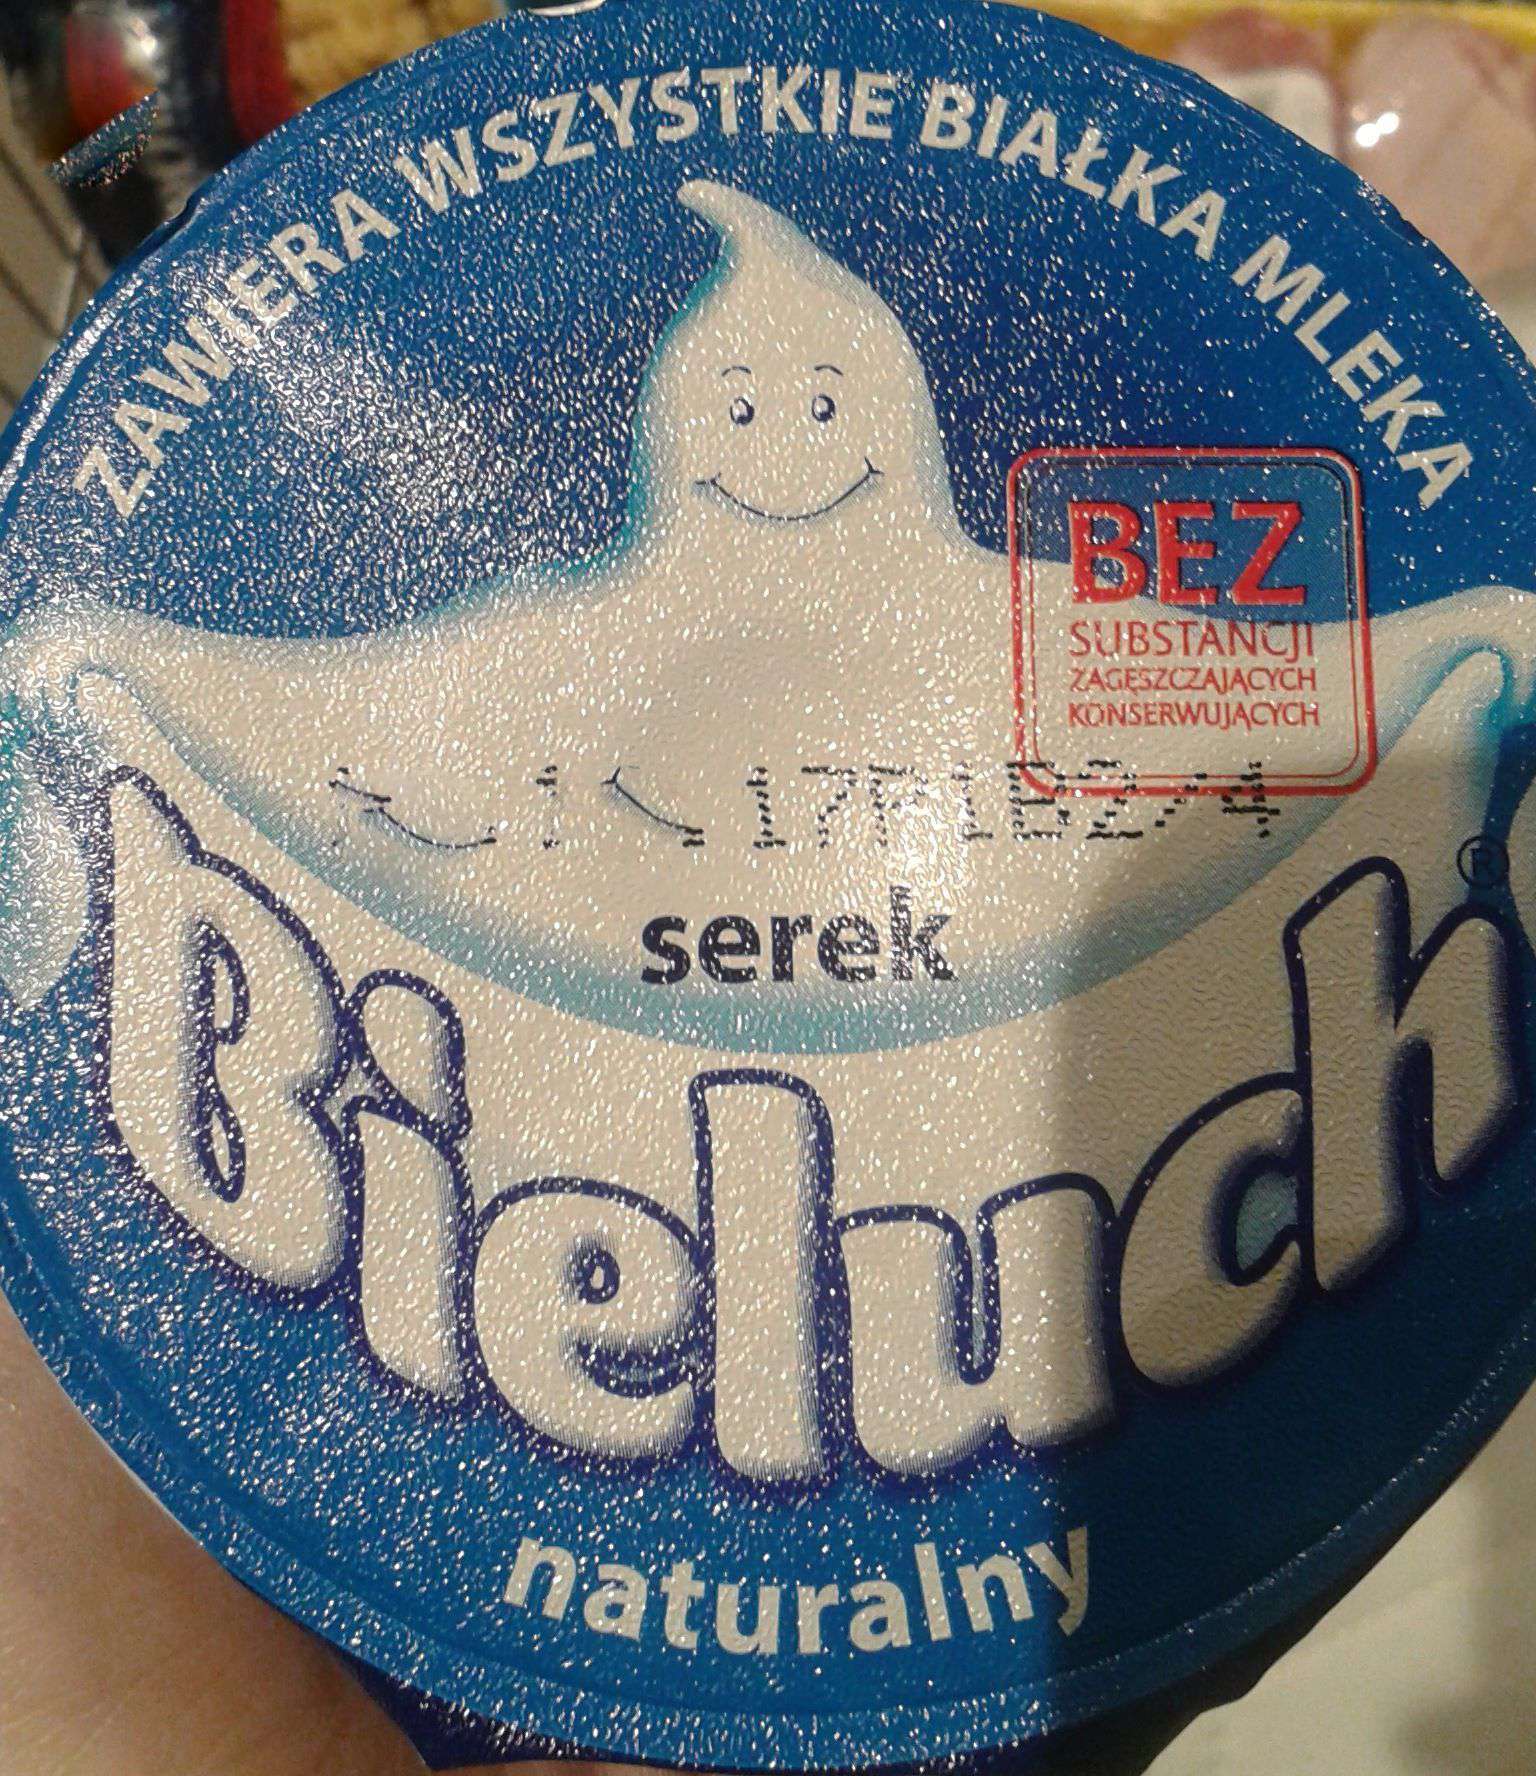 ZAWIERA WSZYSTKIE BIAŁKA MLEKA
BEZ
SUBSTANCJI
ZAGĘSZCZAJĄCYCH
KONSERWUJĄCYCH
serek
Bieluch®
naturalny